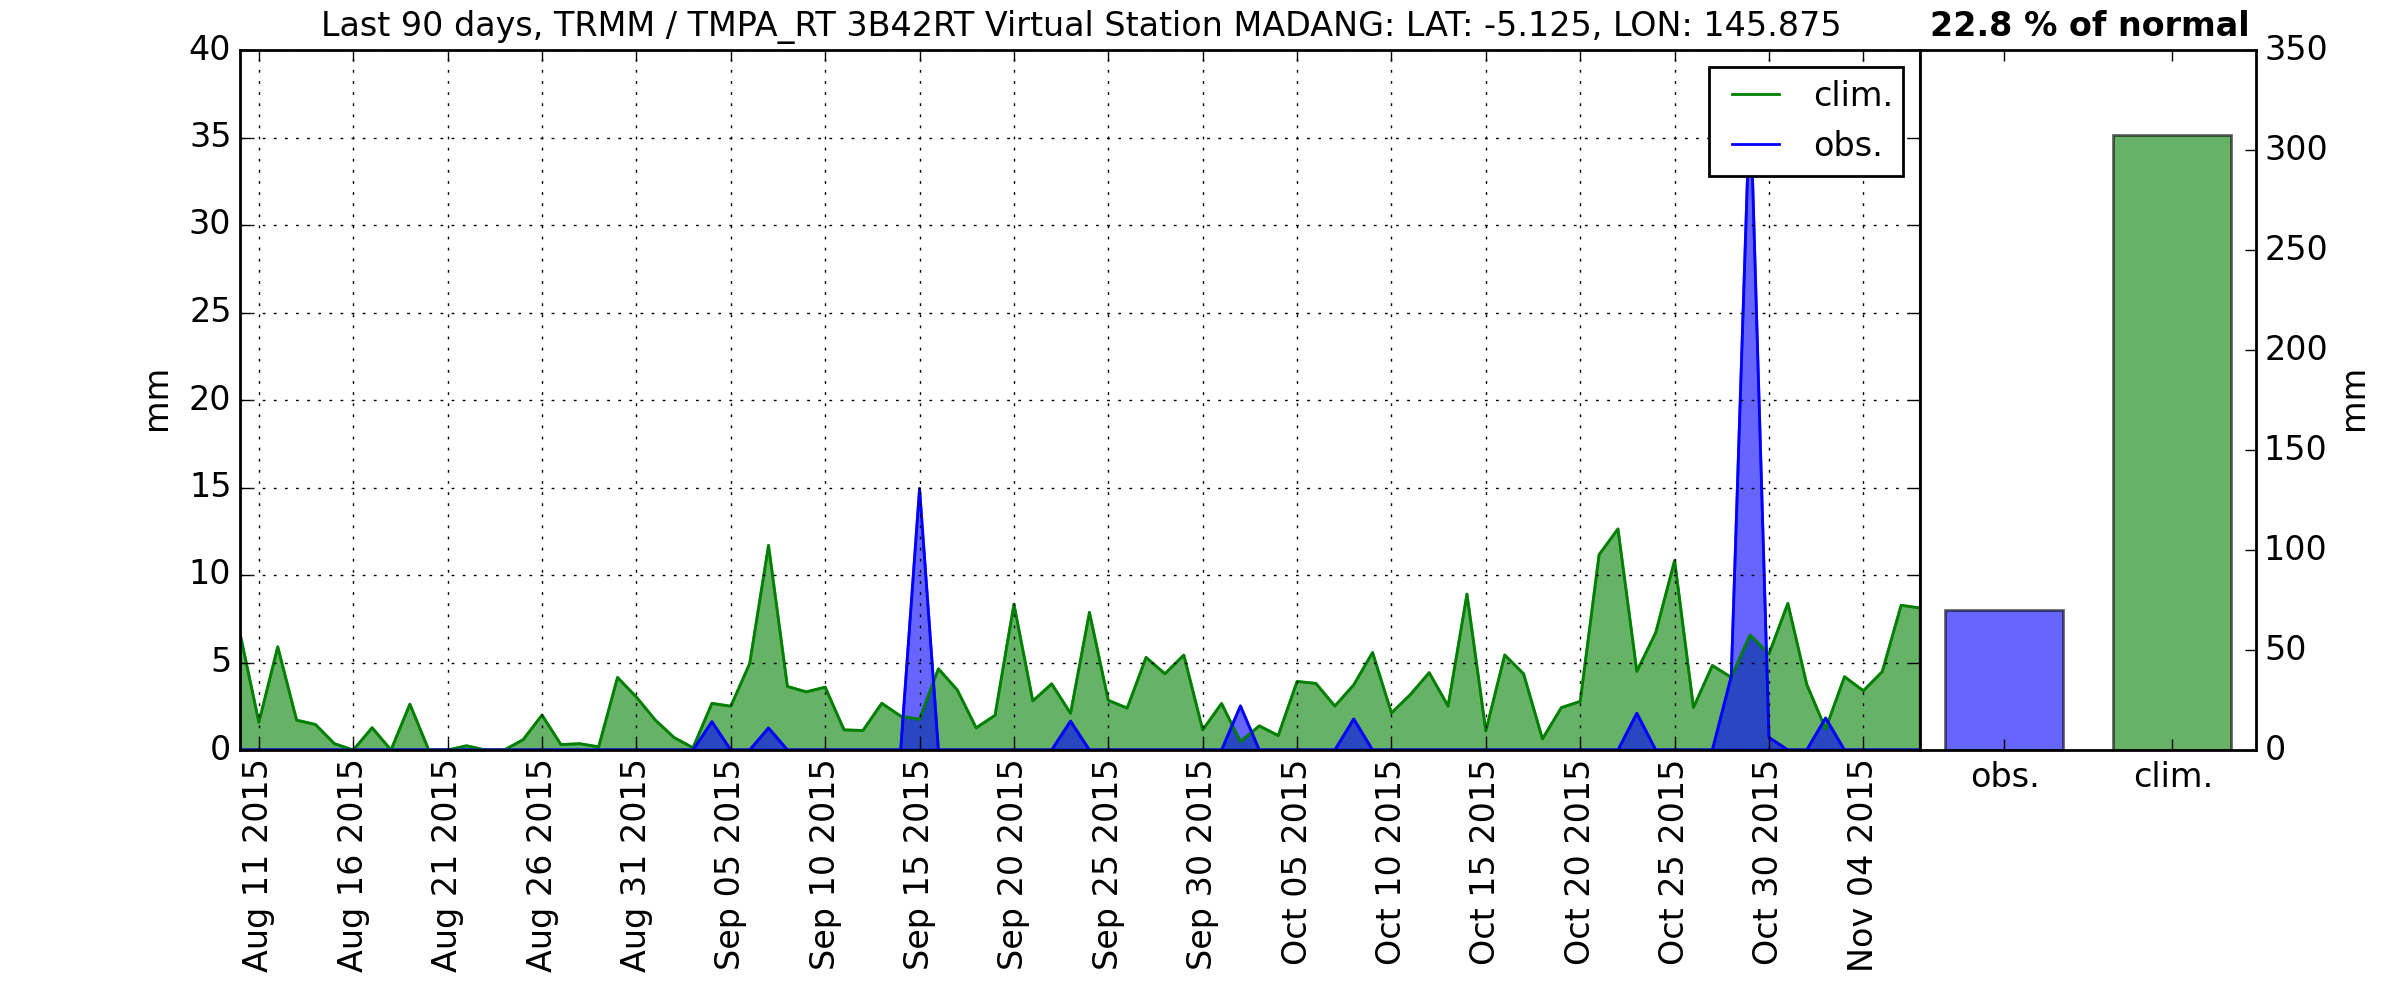 Last 90 days, TRMM / TMPA_RT 3B42RT Virtual Station MADANG: LAT: -5.125, LON: 145.875
22.8 % of normal
clim.
obs.
mm
40
35
30
25
20
15
10
5
0
Aug 11 2015
Aug 16 2015
Aug 21 2015
Aug 26 2015
Aug 31 2015
Sep 05 2015
Sep 10 2015
Sep 15 2015
Sep 20 2015
Sep 25 2015
Sep 30 2015
Oct 05 2015
Oct 10 2015
Oct 15 2015
Oct 20 2015
Oct 25 2015
Oct 30 2015
Nov 04 2015
obs.
clim.
350
300
250
200
150
100
50
0
mm